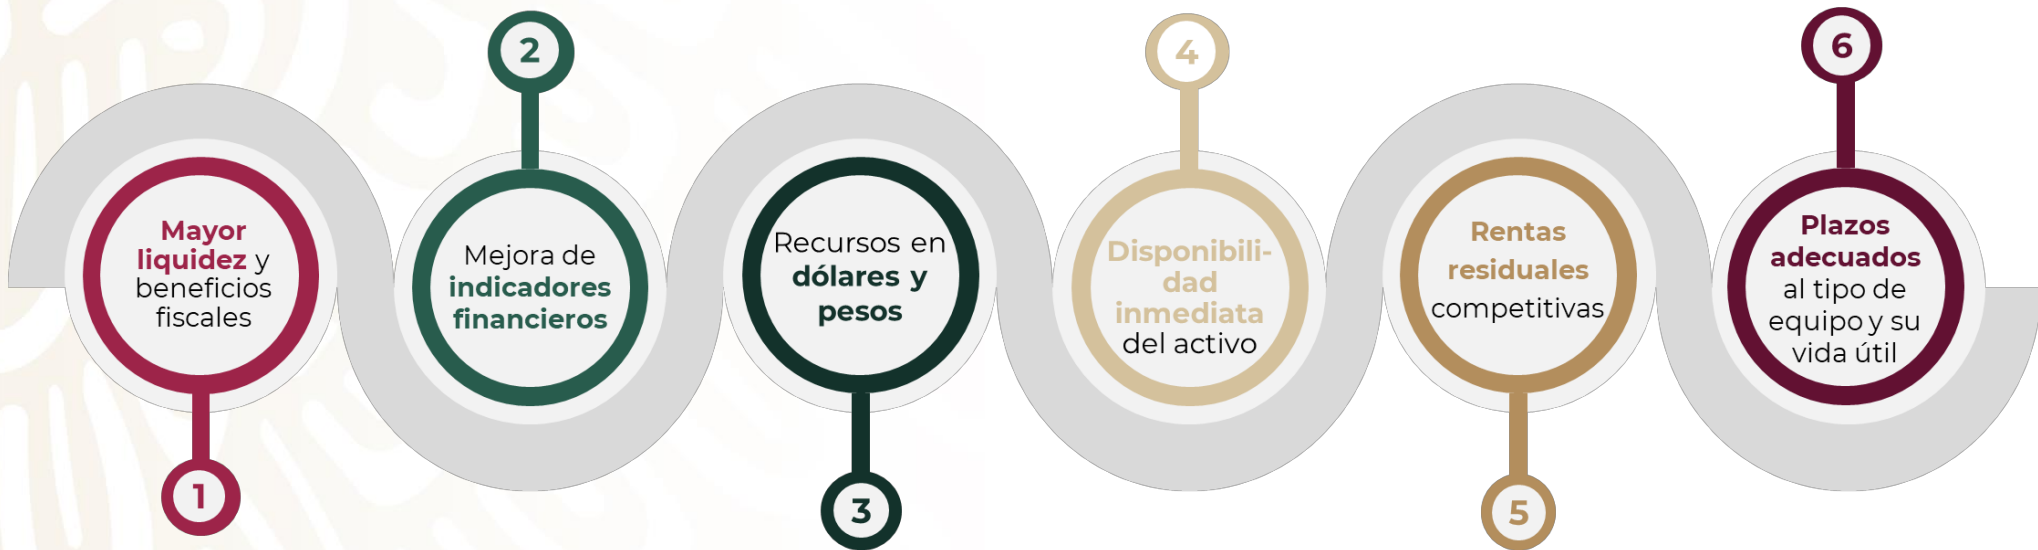 Mayor
liquidez y
beneficios
fiscales
1
2
Mejora de
indicadores
financieros
Recursos en
dólares y
pesos
3
4
Disponibili-
dad
inmediata
del activo
Rentas
residuales
competitivas
5
6
Plazos
adecuados
al tipo de
equipo y su
vida útil